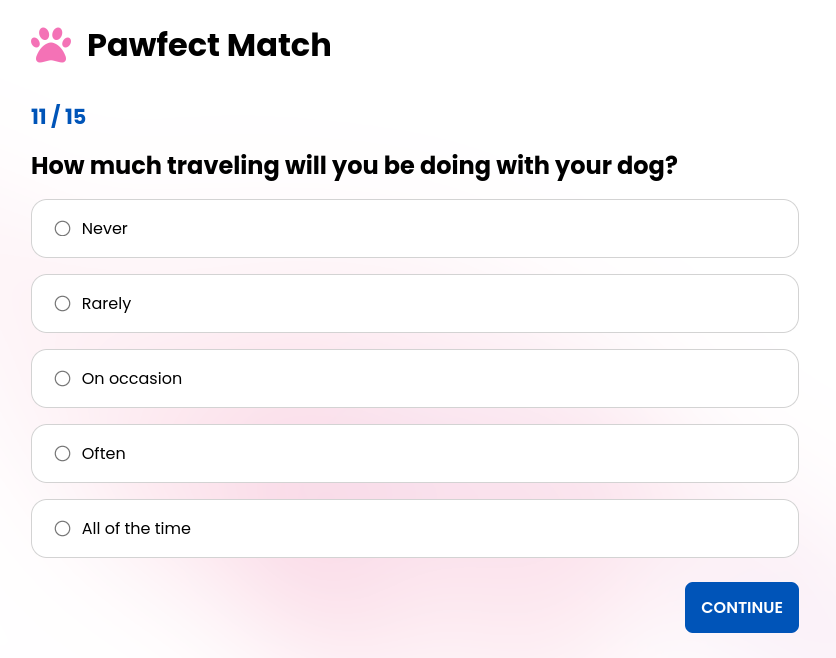 Pawfect Match
11 / 15
How much traveling will you be doing with your dog?
Never
Rarely
On occasion
Often
All of the time
CONTINUE